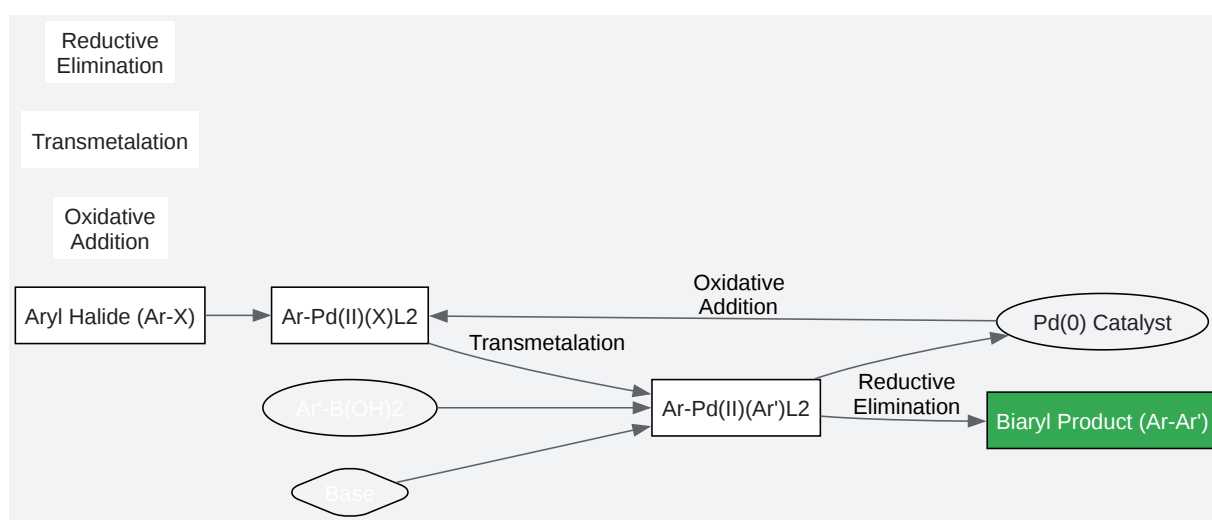 Reductive
Elimination
Transmetalation
Oxidative
Addition
Aryl Halide (Ar-X)
Ar-Pd(II)(X)L2
Oxidative
Addition
Pd(0) Catalyst
Transmetalation
Ar'-B(OH)2
Ar-Pd(II)(Ar')L2
Reductive
Elimination
Biaryl Product (Ar-Ar')
Base